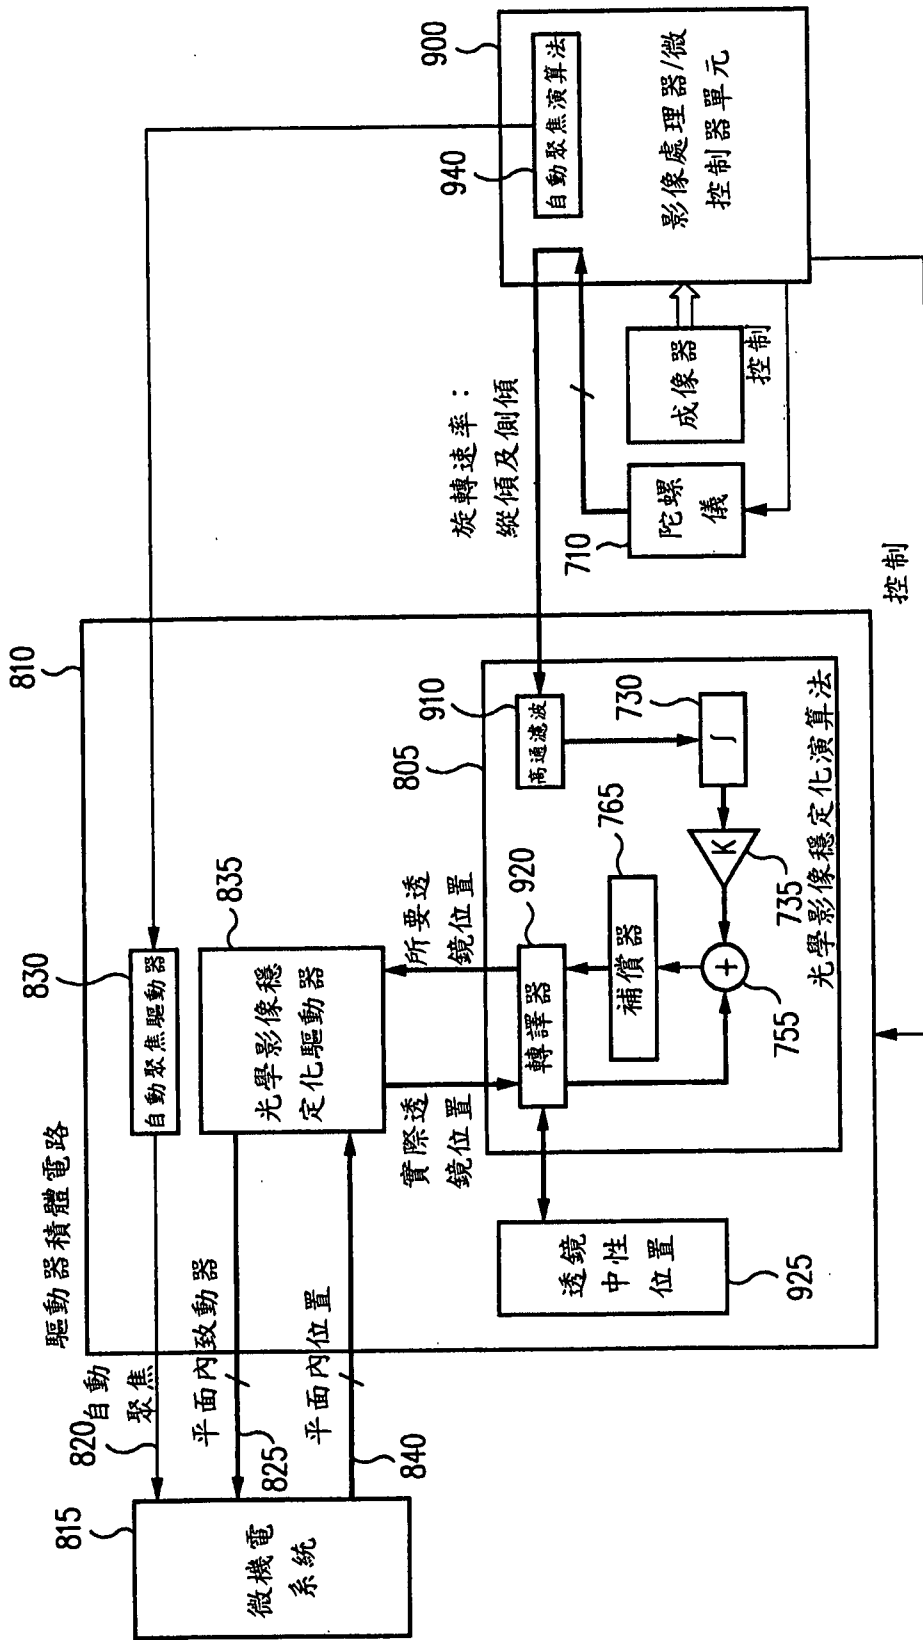 810
驅動器積體電路
815
微機電
系統
820
自動
聚焦
平面內致動器
825
平面內位置
840
830
自動聚焦驅動器
835
光學影像穩
定化驅動器
實際透
鏡位置
所要透
鏡位置
805
910
高通濾波
730
∫
K
735
765
補償器
920
轉譯器
+
755
光學影像穩定化演算法
透鏡
中性
位置
925
旋轉速率：
縱傾及側傾
710
陀螺
儀
成像器
控制
控制
900
940
自動聚焦演算法
影像處理器/微
控制器單元